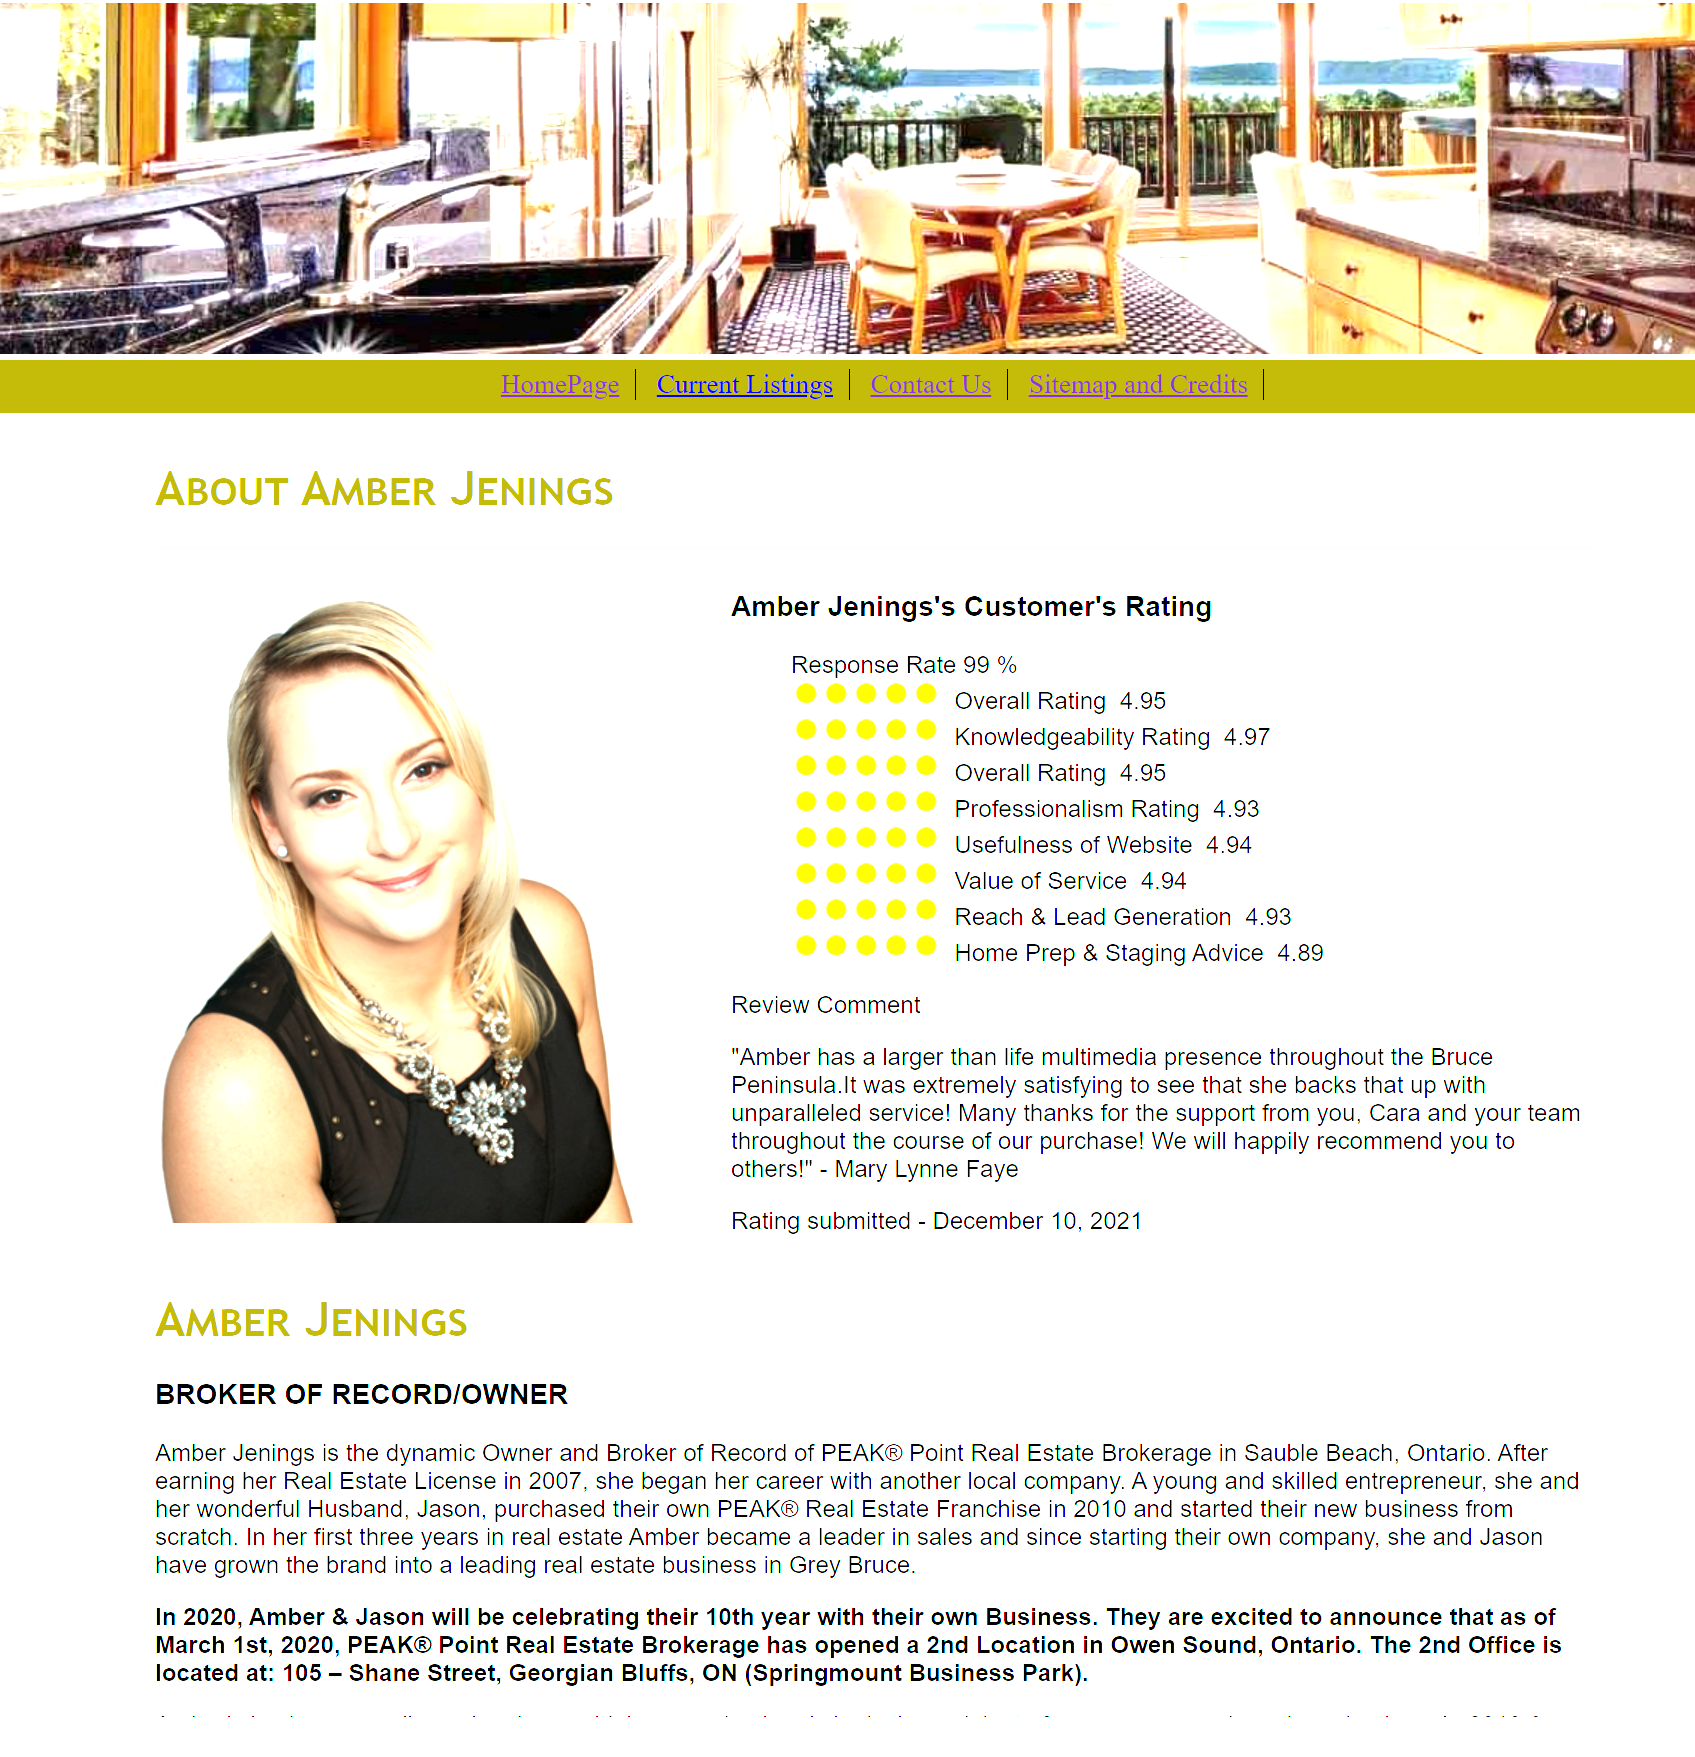 HomePage
Current Listings
Contact Us
Sitemap and Credits
About Amber Jenings
Amber Jenings's Customer's Rating
Response Rate 99 %
Overall Rating 4.95
Knowledgeability Rating 4.97
Overall Rating 4.95
Professionalism Rating 4.93
Usefulness of Website 4.94
Value of Service 4.94
Reach & Lead Generation 4.93
Home Prep & Staging Advice 4.89
Review Comment
"Amber has a larger than life multimedia presence throughout the Bruce
Peninsula.It was extremely satisfying to see that she backs that up with
unparalleled service! Many thanks for the support from you, Cara and your team
throughout the course of our purchase! We will happily recommend you to
others!" - Mary Lynne Faye
Rating submitted - December 10, 2021
Amber Jenings
BROKER OF RECORD/OWNER
Amber Jenings is the dynamic Owner and Broker of Record of PEAK® Point Real Estate Brokerage in Sauble Beach, Ontario. After
earning her Real Estate License in 2007, she began her career with another local company. A young and skilled entrepreneur, she and
her wonderful Husband, Jason, purchased their own PEAK® Real Estate Franchise in 2010 and started their new business from
scratch. In her first three years in real estate Amber became a leader in sales and since starting their own company, she and Jason
have grown the brand into a leading real estate business in Grey Bruce.
In 2020, Amber & Jason will be celebrating their 10th year with their own Business. They are excited to announce that as of
March 1st, 2020, PEAK® Point Real Estate Brokerage has opened a 2nd Location in Owen Sound, Ontario. The 2nd Office is
located at: 105 – Shane Street, Georgian Bluffs, ON (Springmount Business Park).